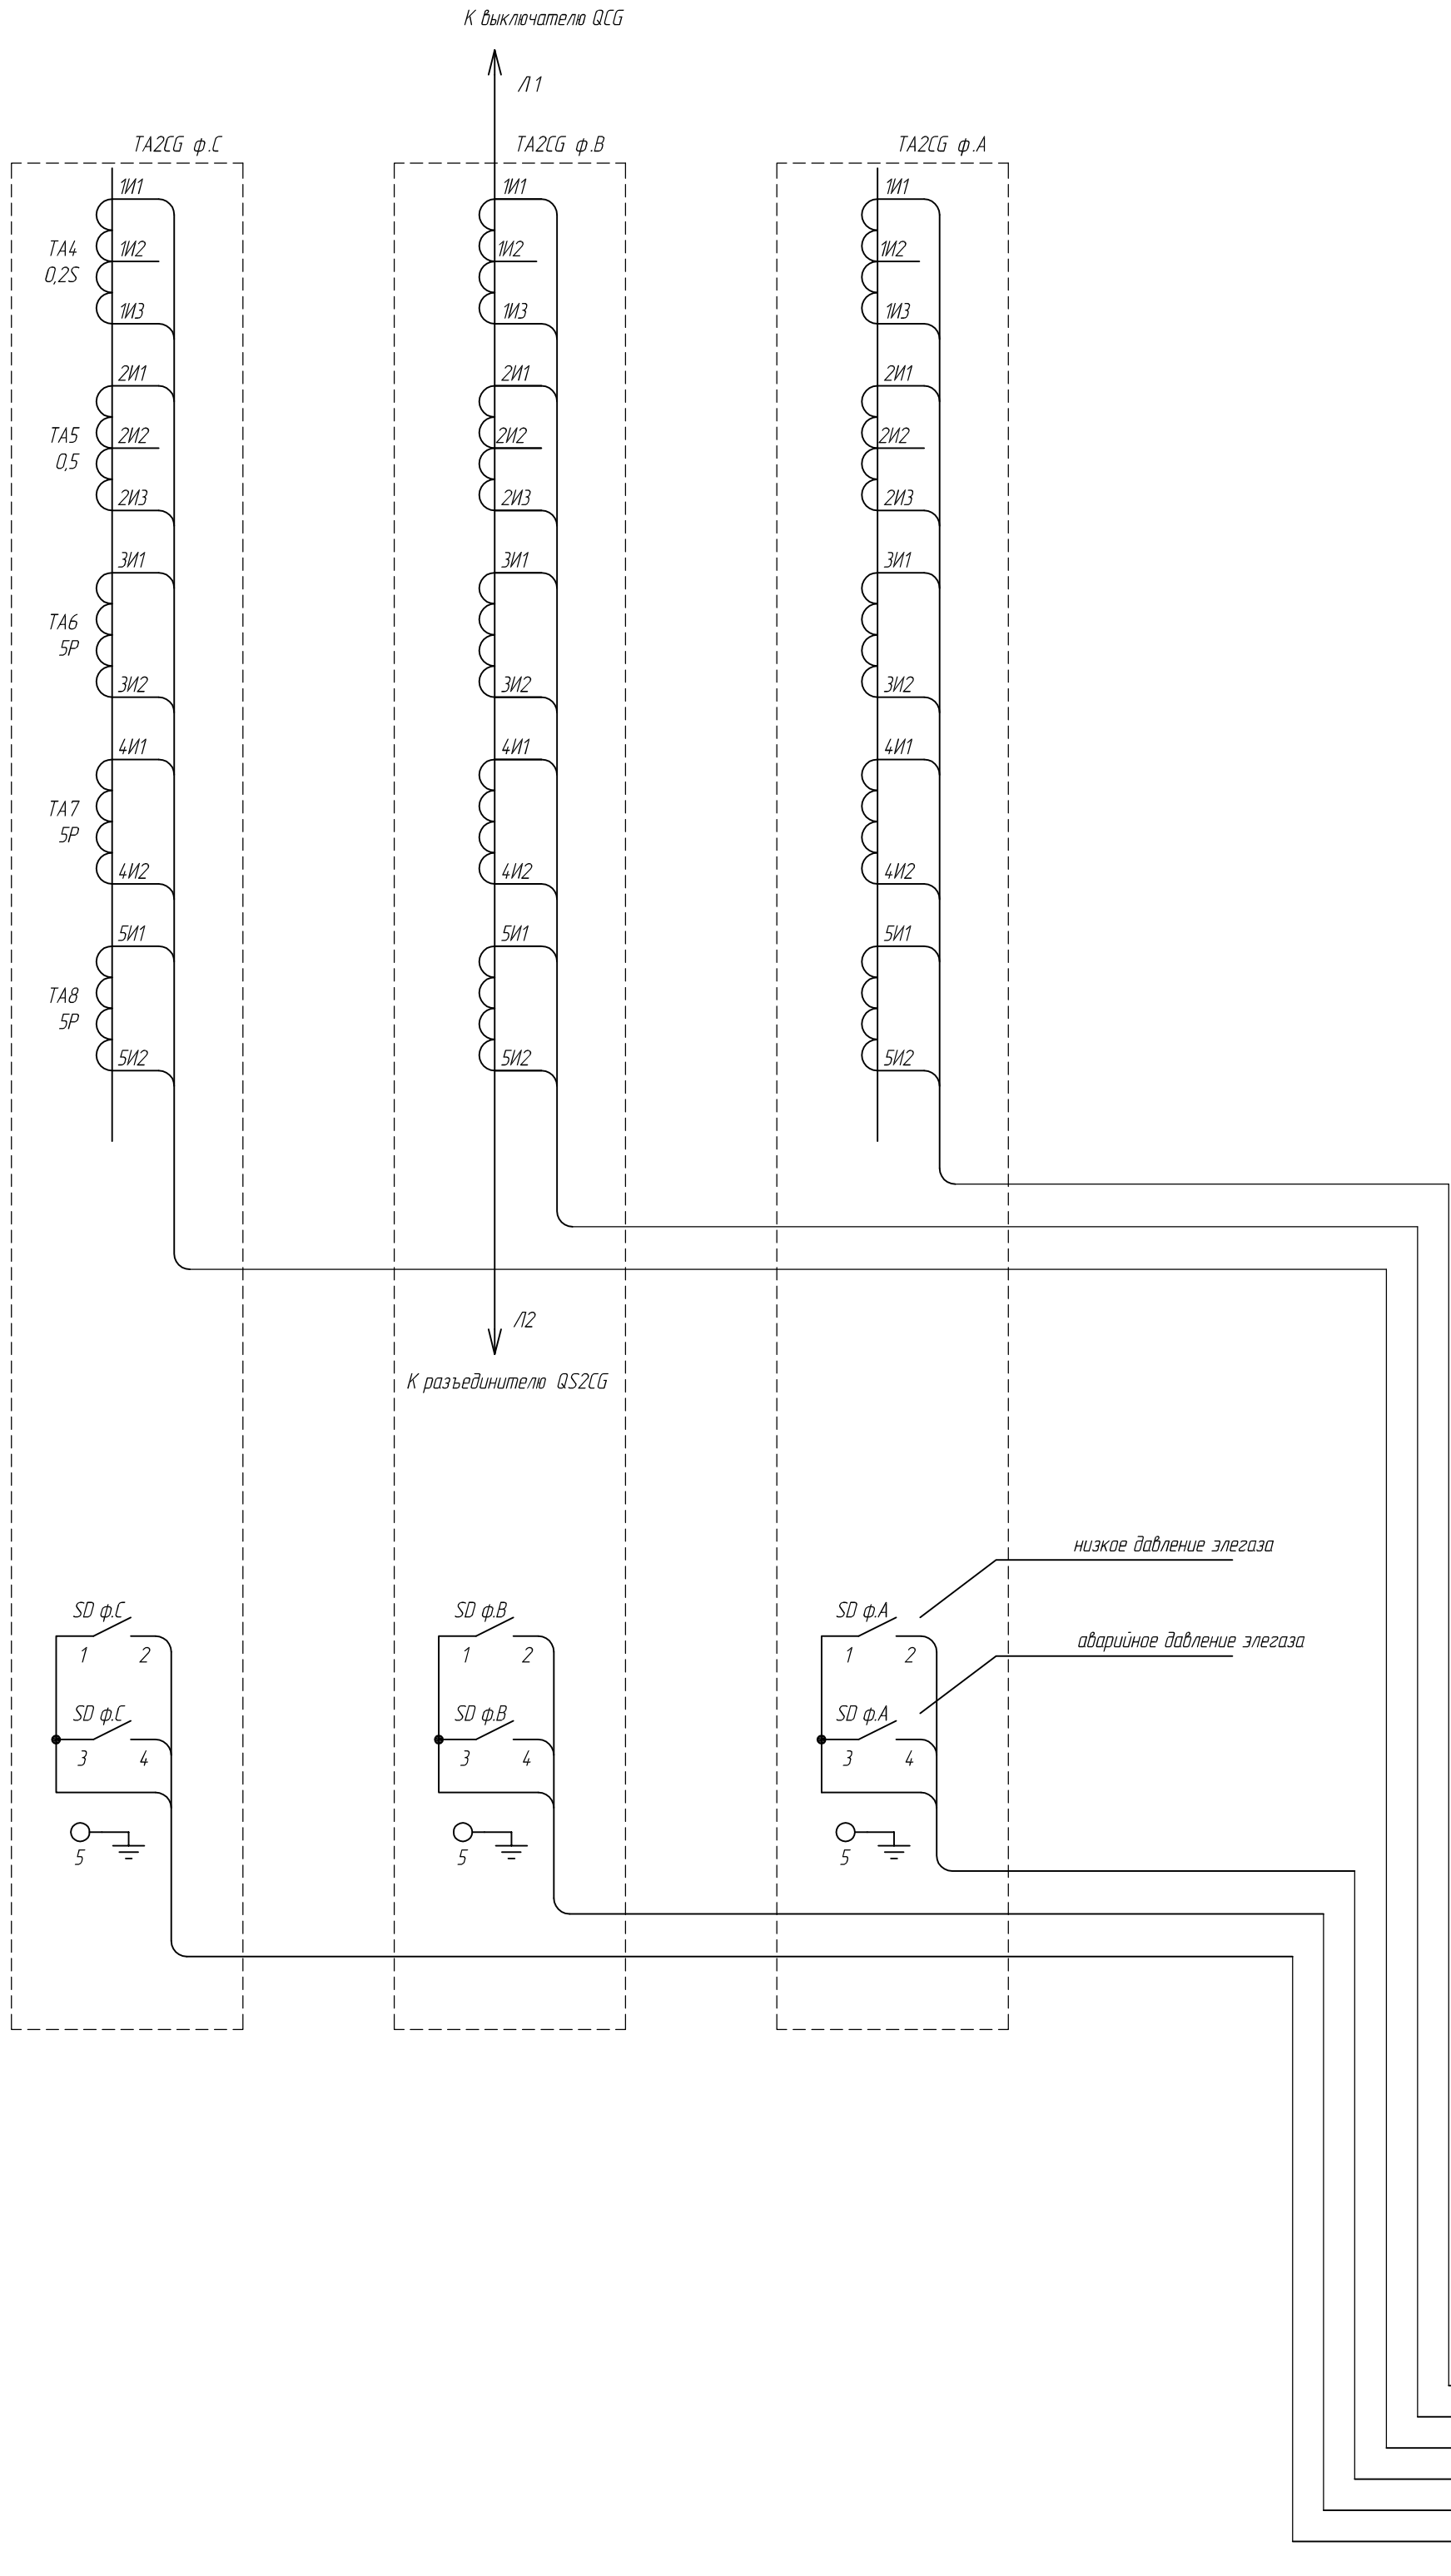 К выключателю QCG
Л1
TA2CG ф.C TA2CG ф.B TA2CG ф.A
1И1 1И1 1И1
TA4 1И2 1И2 1И2
0,2S
1И3 1И3 1И3
2И1 2И1 2И1
TA5 2И2 2И2 2И2
0,5
2И3 2И3 2И3
3И1 3И1 3И1
TA6
5P
3И2 3И2 3И2
4И1 4И1 4И1
TA7
5P
4И2 4И2 4И2
5И1 5И1 5И1
TA8
5P
5И2 5И2 5И2
Л2
К разъединителю QS2CG
низкое давление элегаза
SD ф.C SD ф.B SD ф.A
аварийное давление элегаза
1 2 1 2 1 2
SD ф.C SD ф.B SD ф.A
3 4 3 4 3 4
5 5 5